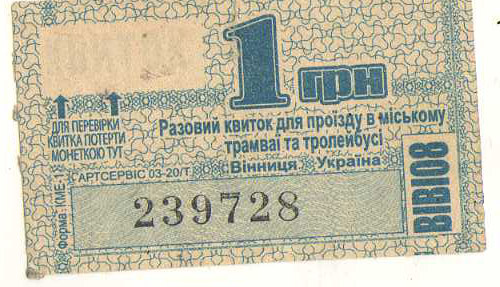 1 грн
ДЛЯ ПЕРЕВІРКИ
КВИТКА ПОТЕРТИ
МОНЕТКОЮ ТУТ
Разовий квиток для проїзду в міському
трамваї та тролейбусі
Вінниця Україна
АРТСЕРВІС 03-20/Т
Форма КМЕ-1
239728
ВІВІ08